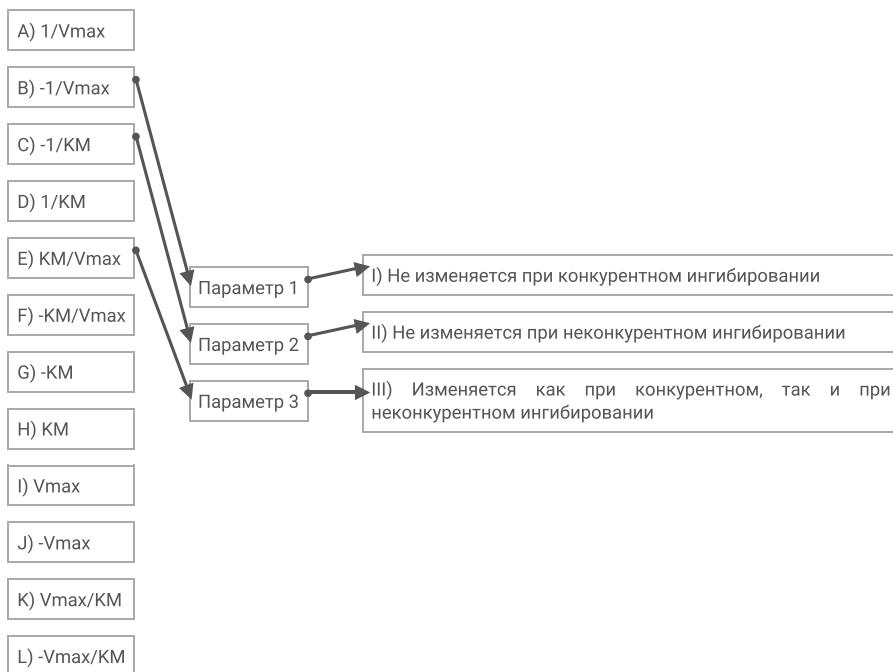 A) 1/Vmax
B) -1/Vmax
C) -1/KM
D) 1/KM
E) KM/Vmax
F) -KM/Vmax
G) -KM
H) KM
I) Vmax
J) -Vmax
K) Vmax/KM
L) -Vmax/KM
Параметр 1
Параметр 2
Параметр 3
I) Не изменяется при конкурентном ингибировании
II) Не изменяется при неконкурентном ингибировании
III) Изменяется как при конкурентном, так и при
неконкурентном ингибировании